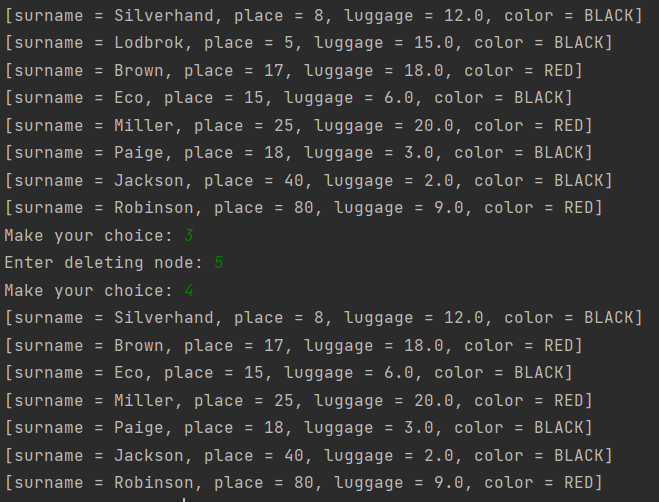 [surname = Silverhand, place = 8, luggage = 12.0, color = BLACK]
[surname = Lodbrok, place = 5, luggage = 15.0, color = BLACK]
[surname = Brown, place = 17, luggage = 18.0, color = RED]
[surname = Eco, place = 15, luggage = 6.0, color = BLACK]
[surname = Miller, place = 25, luggage = 20.0, color = RED]
[surname = Paige, place = 18, luggage = 3.0, color = BLACK]
[surname = Jackson, place = 40, luggage = 2.0, color = BLACK]
[surname = Robinson, place = 80, luggage = 9.0, color = RED]
Make your choice: 3
Enter deleting node: 5
Make your choice: 4
[surname = Silverhand, place = 8, luggage = 12.0, color = BLACK]
[surname = Brown, place = 17, luggage = 18.0, color = RED]
[surname = Eco, place = 15, luggage = 6.0, color = BLACK]
[surname = Miller, place = 25, luggage = 20.0, color = RED]
[surname = Paige, place = 18, luggage = 3.0, color = BLACK]
[surname = Jackson, place = 40, luggage = 2.0, color = BLACK]
[surname = Robinson, place = 80, luggage = 9.0, color = RED]